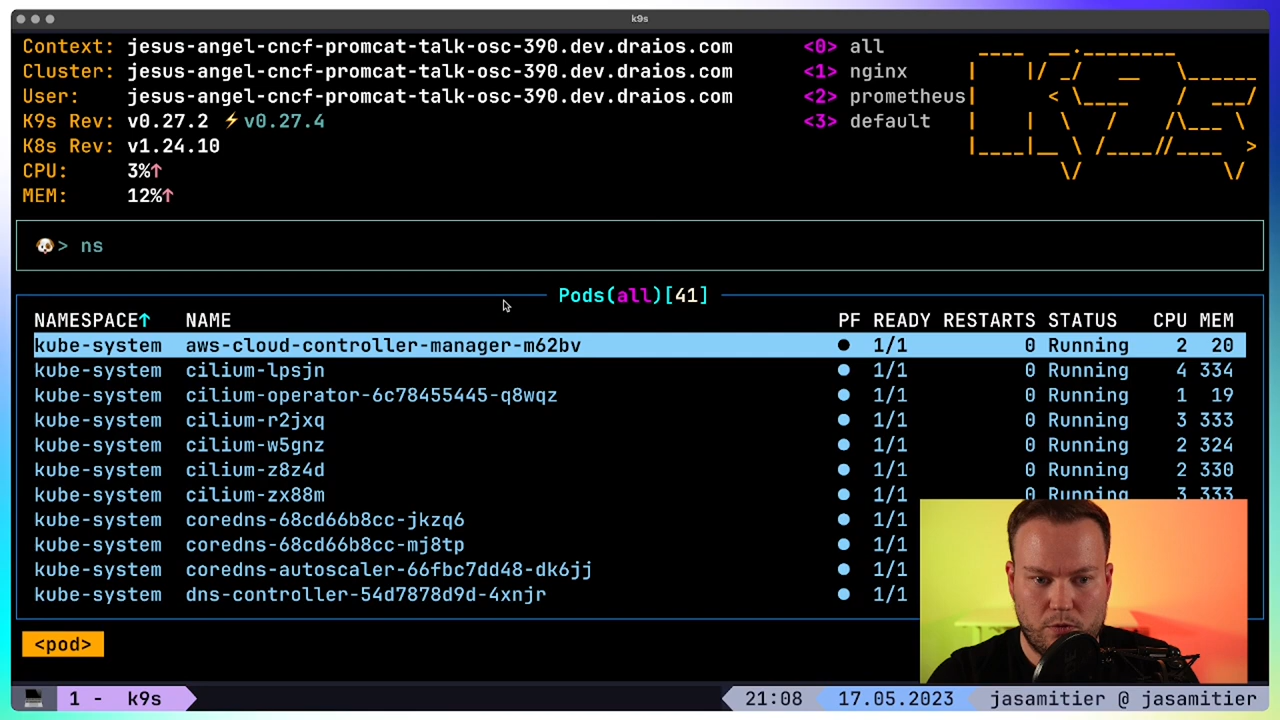 k9s
Context: jesus-angel-cncf-promcat-talk-osc-390.dev.draios.com <0> all
Cluster: jesus-angel-cncf-promcat-talk-osc-390.dev.draios.com <1> nginx
User: jesus-angel-cncf-promcat-talk-osc-390.dev.draios.com <2> prometheus
K9s Rev: v0.27.2 ⚡v0.27.4 <3> default
K8s Rev: v1.24.10
CPU: 3%↑
MEM: 12%↑
🐶> ns
Pods(all)[41]
NAMESPACE↑ NAME PF READY RESTARTS STATUS CPU MEM
kube-system aws-cloud-controller-manager-m62bv ● 1/1 0 Running 2 20
kube-system cilium-lpsjn ● 1/1 0 Running 4 334
kube-system cilium-operator-6c78455445-q8wqz ● 1/1 0 Running 1 19
kube-system cilium-r2jxq ● 1/1 0 Running 3 333
kube-system cilium-w5gnz ● 1/1 0 Running 2 324
kube-system cilium-z8z4d ● 1/1 0 Running 2 330
kube-system cilium-zx88m ● 1/1 0 Running 3 333
kube-system coredns-68cd66b8cc-jkzq6 ● 1/1
kube-system coredns-68cd66b8cc-mj8tp ● 1/1
kube-system coredns-autoscaler-66fbc7dd48-dk6jj ● 1/1
kube-system dns-controller-54d7878d9d-4xnjr ● 1/1
<pod>
1 - k9s 21:08 17.05.2023 jasamitier @ jasamitier